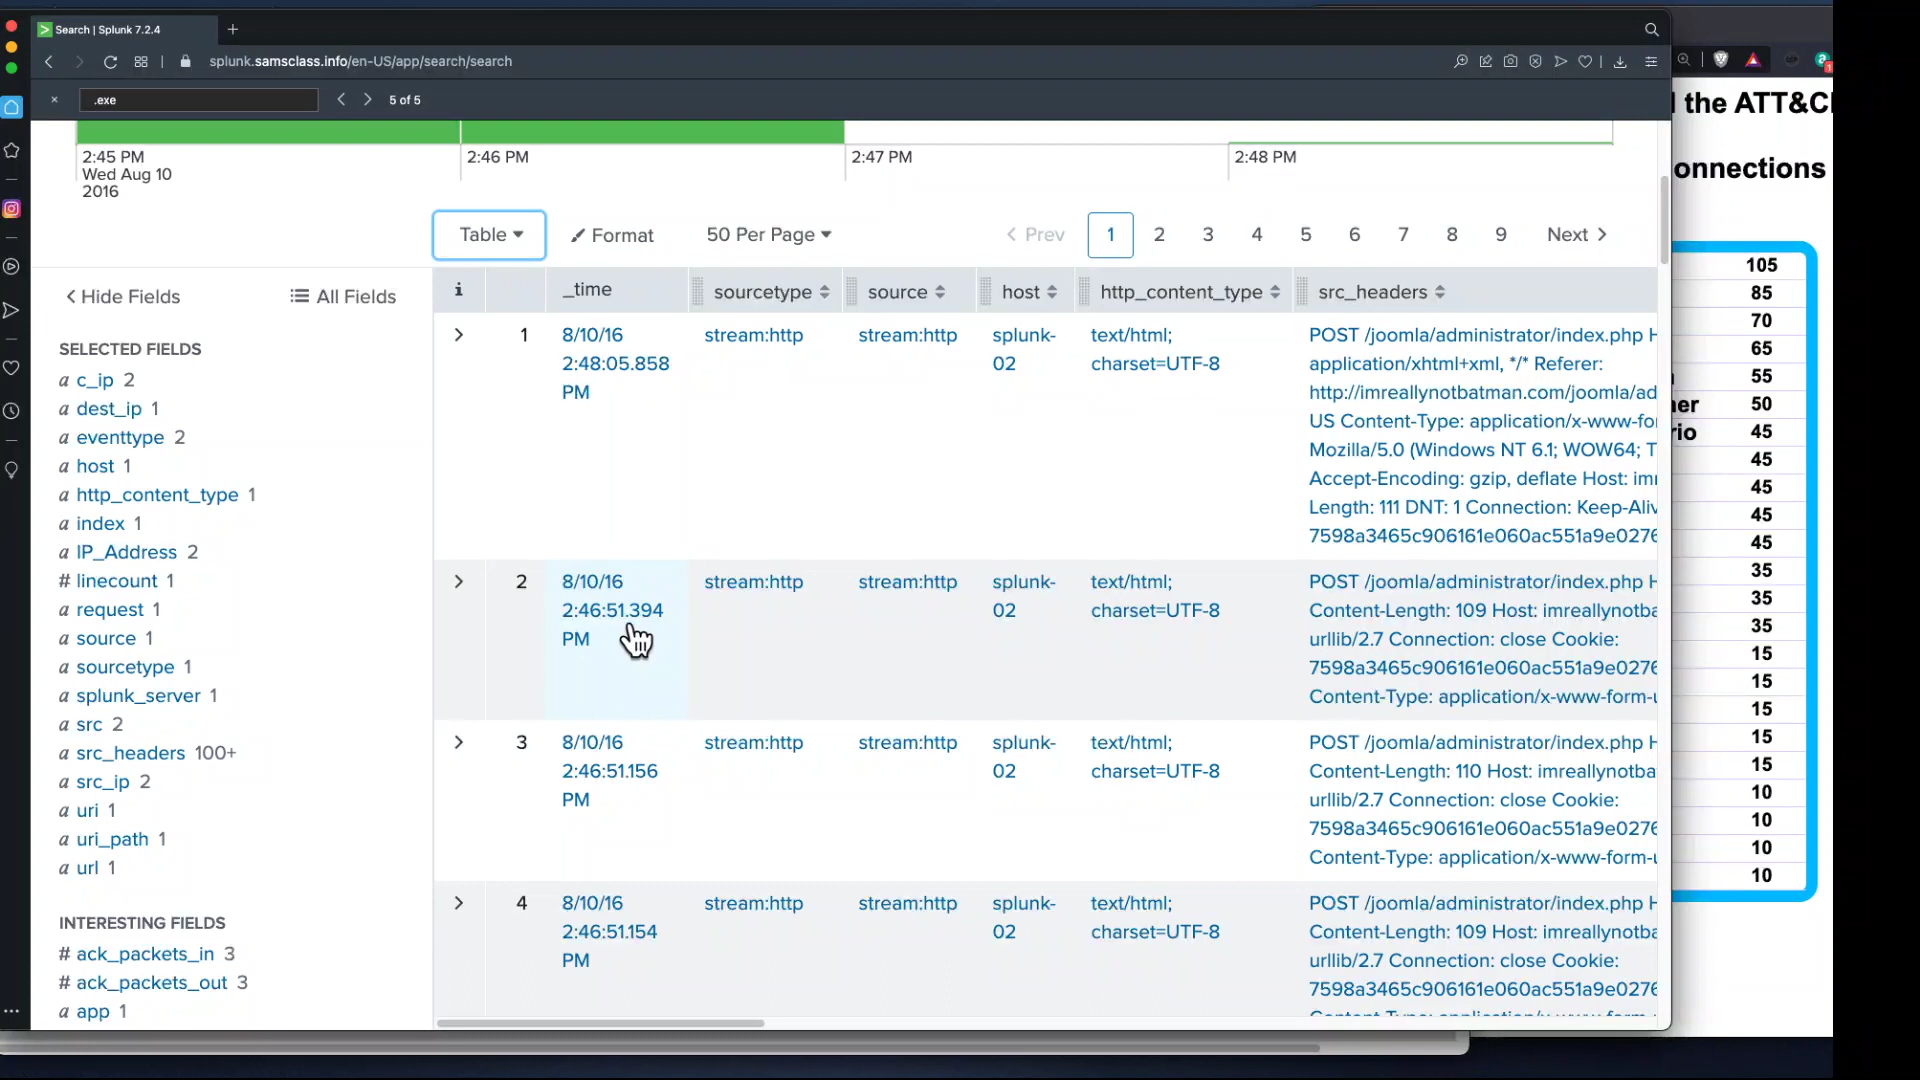 Search | Splunk 7.2.4
splunk.samsclass.info/en-US/app/search/search
.exe
5 of 5
the ATT&C
onnections
2:45 PM
Wed Aug 10
2016
2:46 PM
2:47 PM
2:48 PM
Table
Format
50 Per Page
Prev
1
2
3
4
5
6
7
8
9
Next
Hide Fields
All Fields
SELECTED FIELDS
a c_ip 2
a dest_ip 1
a eventtype 2
a host 1
a http_content_type 1
a index 1
a IP_Address 2
# linecount 1
a request 1
a source 1
a sourcetype 1
a splunk_server 1
a src 2
a src_headers 100+
a src_ip 2
a uri 1
a uri_path 1
a url 1
INTERESTING FIELDS
# ack_packets_in 3
# ack_packets_out 3
a app 1
i
_time
sourcetype
source
host
http_content_type
src_headers
1
8/10/16
2:48:05.858
PM
stream:http
stream:http
splunk-
02
text/html;
charset=UTF-8
POST /joomla/administrator/index.php H
application/xhtml+xml, */* Referer:
http://imreallynotbatman.com/joomla/ad
US Content-Type: application/x-www-fo
Mozilla/5.0 (Windows NT 6.1; WOW64; T
Accept-Encoding: gzip, deflate Host: im
Length: 111 DNT: 1 Connection: Keep-Aliv
7598a3465c906161e060ac551a9e0276
2
8/10/16
2:46:51.394
PM
stream:http
stream:http
splunk-
02
text/html;
charset=UTF-8
POST /joomla/administrator/index.php H
Content-Length: 109 Host: imreallynotba
urllib/2.7 Connection: close Cookie:
7598a3465c906161e060ac551a9e0276
Content-Type: application/x-www-form-u
3
8/10/16
2:46:51.156
PM
stream:http
stream:http
splunk-
02
text/html;
charset=UTF-8
POST /joomla/administrator/index.php H
Content-Length: 110 Host: imreallynotba
urllib/2.7 Connection: close Cookie:
7598a3465c906161e060ac551a9e0276
Content-Type: application/x-www-form-u
4
8/10/16
2:46:51.154
PM
stream:http
stream:http
splunk-
02
text/html;
charset=UTF-8
POST /joomla/administrator/index.php H
Content-Length: 109 Host: imreallynotba
urllib/2.7 Connection: close Cookie:
7598a3465c906161e060ac551a9e0276
105
85
70
65
55
ner 50
rio 45
45
45
45
45
35
35
35
15
15
15
15
15
10
10
10
10